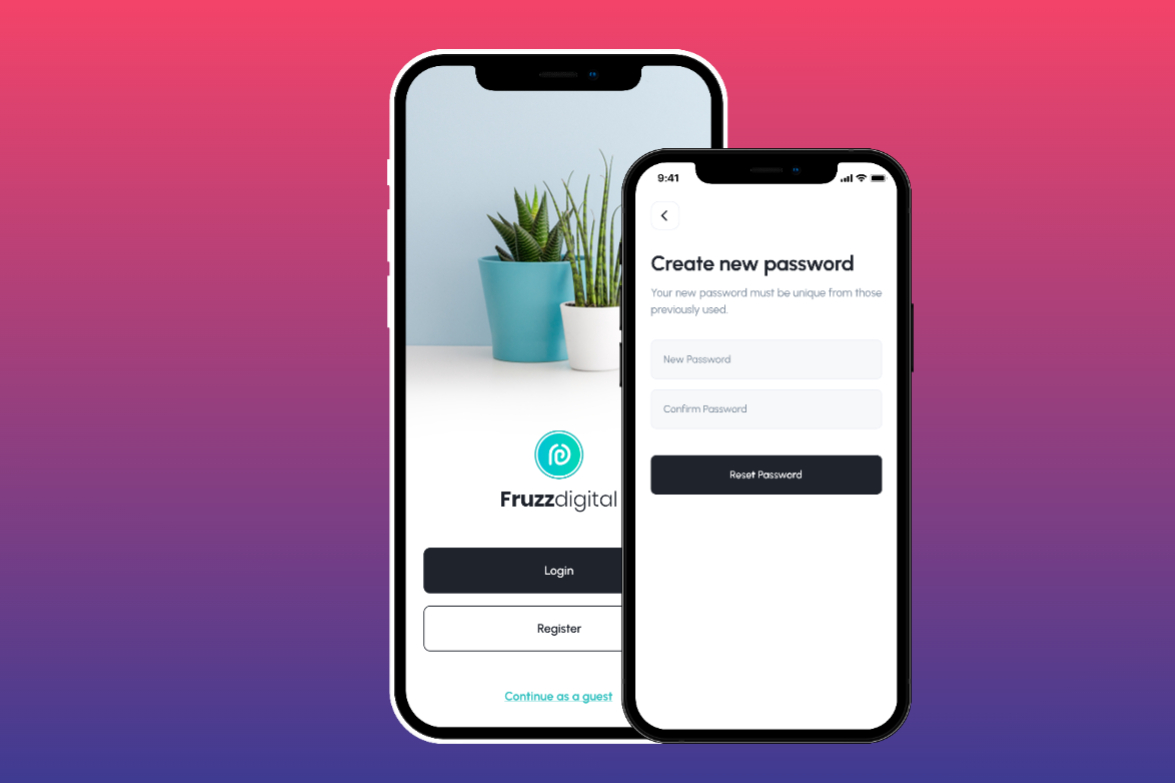 Fruzzdigital
Login
Register
Continue as a guest
9:41
Create new password
Your new password must be unique from those
previously used.
New Password
Confirm Password
Reset Password